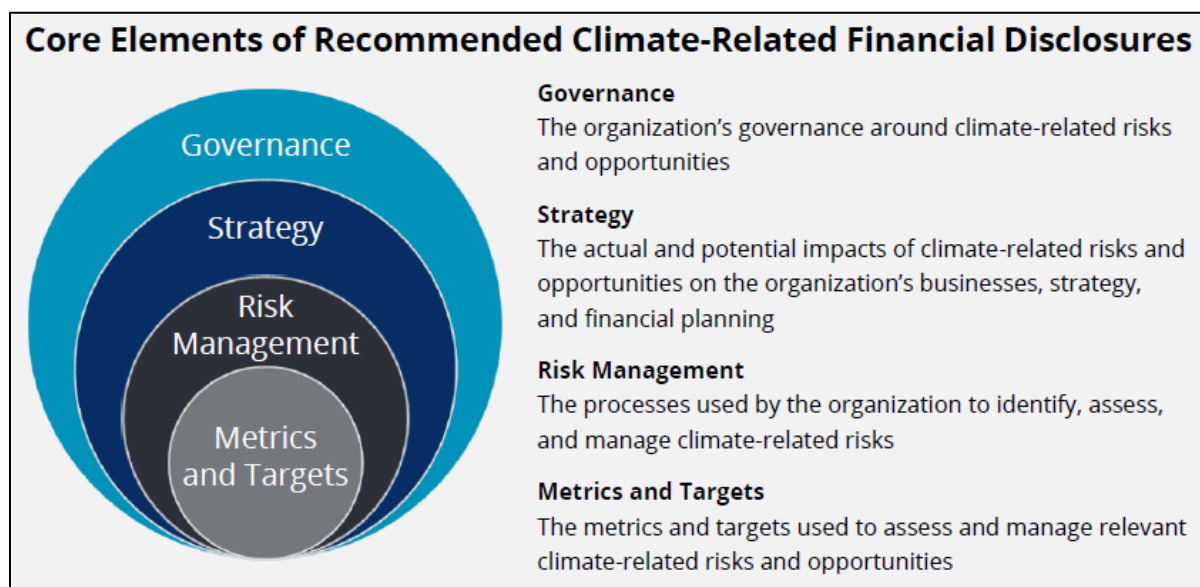 Core Elements of Recommended Climate-Related Financial Disclosures
Governance
Strategy
Risk
Management
Metrics
and Targets
Governance
The organization’s governance around climate-related risks
and opportunities
Strategy
The actual and potential impacts of climate-related risks and
opportunities on the organization’s businesses, strategy,
and financial planning
Risk Management
The processes used by the organization to identify, assess,
and manage climate-related risks
Metrics and Targets
The metrics and targets used to assess and manage relevant
climate-related risks and opportunities